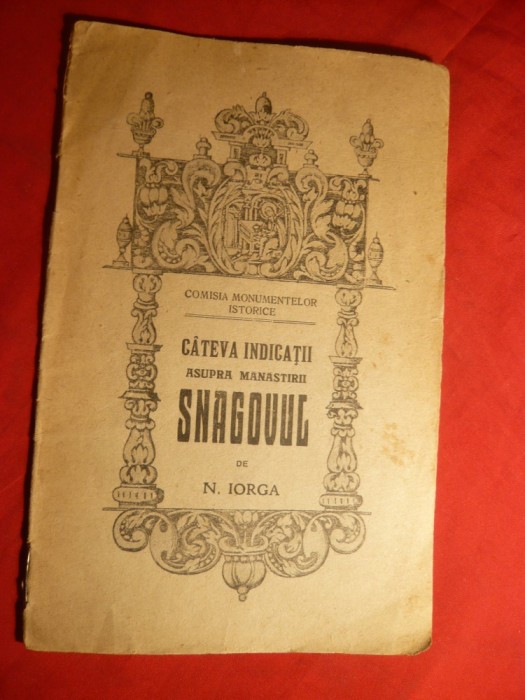 COMISIA MONUMENTELOR
ISTORICE
CÂTEVA INDICAȚII
ASUPRA MANASTIRII
SNAGOVUL
DE
N. IORGA